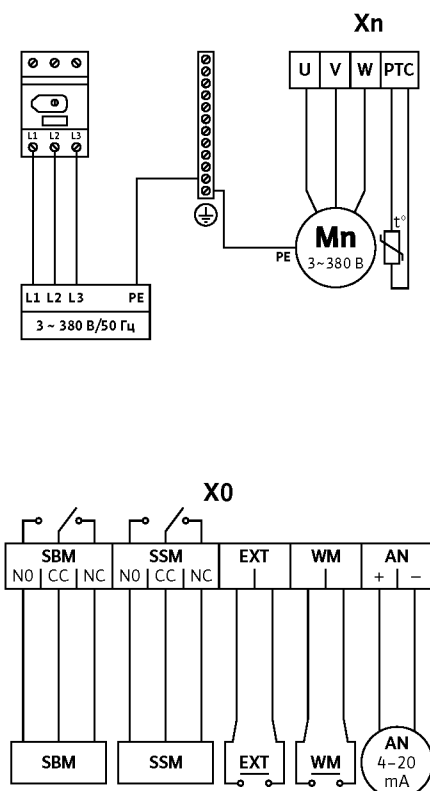 Xn
U V W PTC
L1 L2 L3
t°
Mn
3~380 В
PE
L1 L2 L3 PE
3 ~ 380 В/50 Гц
X0
SBM SSM EXT WM AN
NO CC NC NO CC NC + −
SBM SSM EXT WM AN
4–20
mA